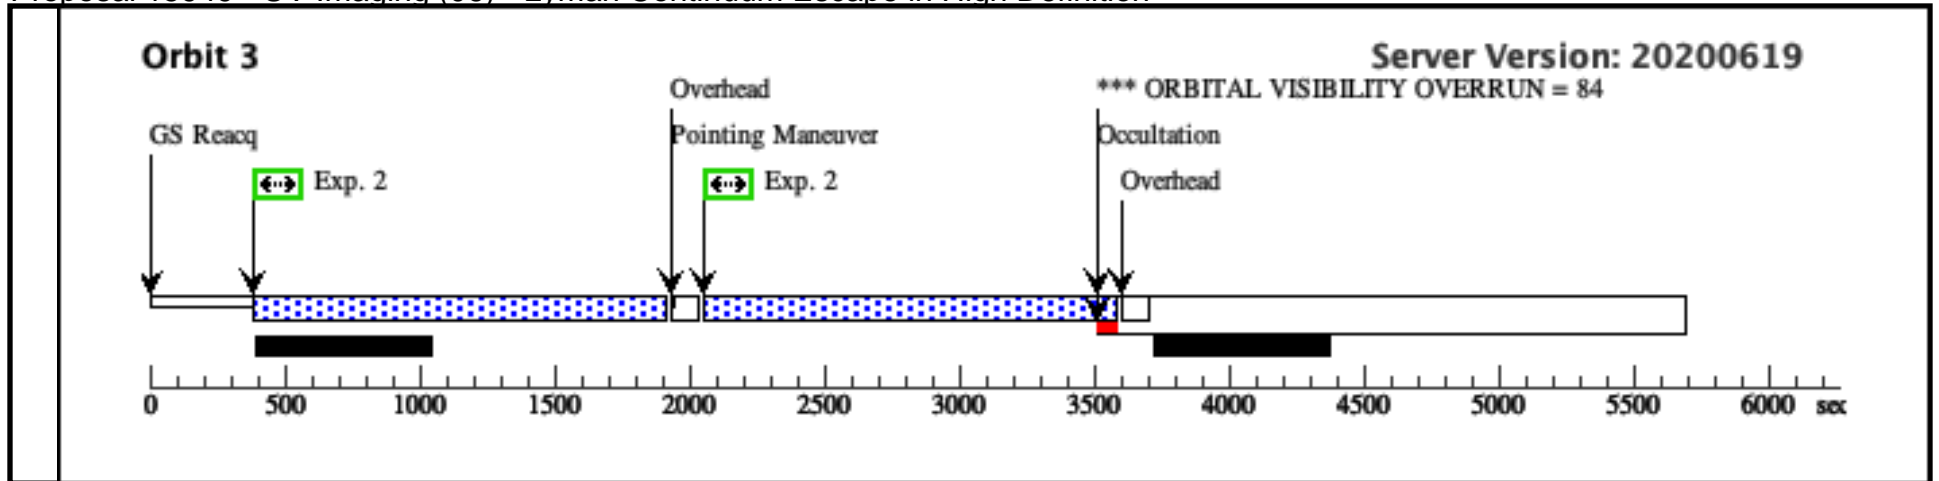 Orbit 3
Server Version: 20200619
Overhead
*** ORBITAL VISIBILITY OVERRUN = 84
GS Reacq
Pointing Maneuver
Occultation
Exp. 2
Exp. 2
Overhead
0 500 1000 1500 2000 2500 3000 3500 4000 4500 5000 5500 6000 sec